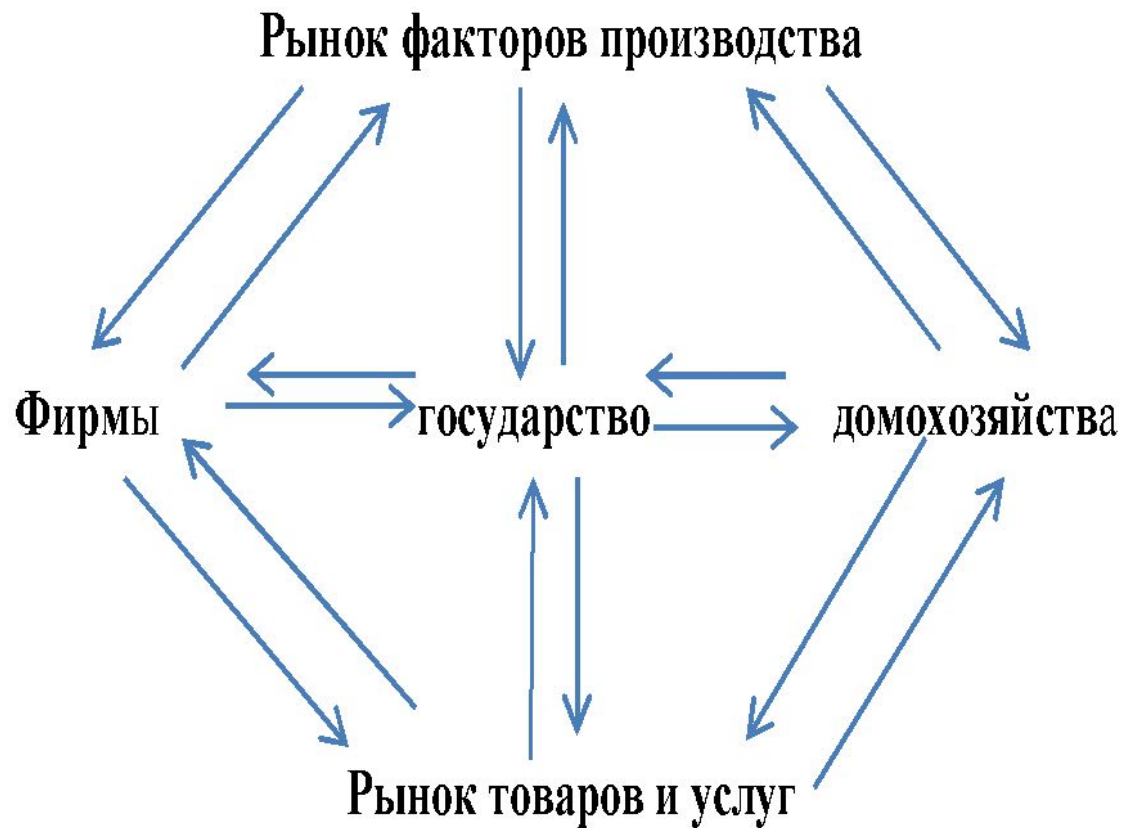 Рынок факторов производства
Фирмы
государство
домохозяйства
Рынок товаров и услуг